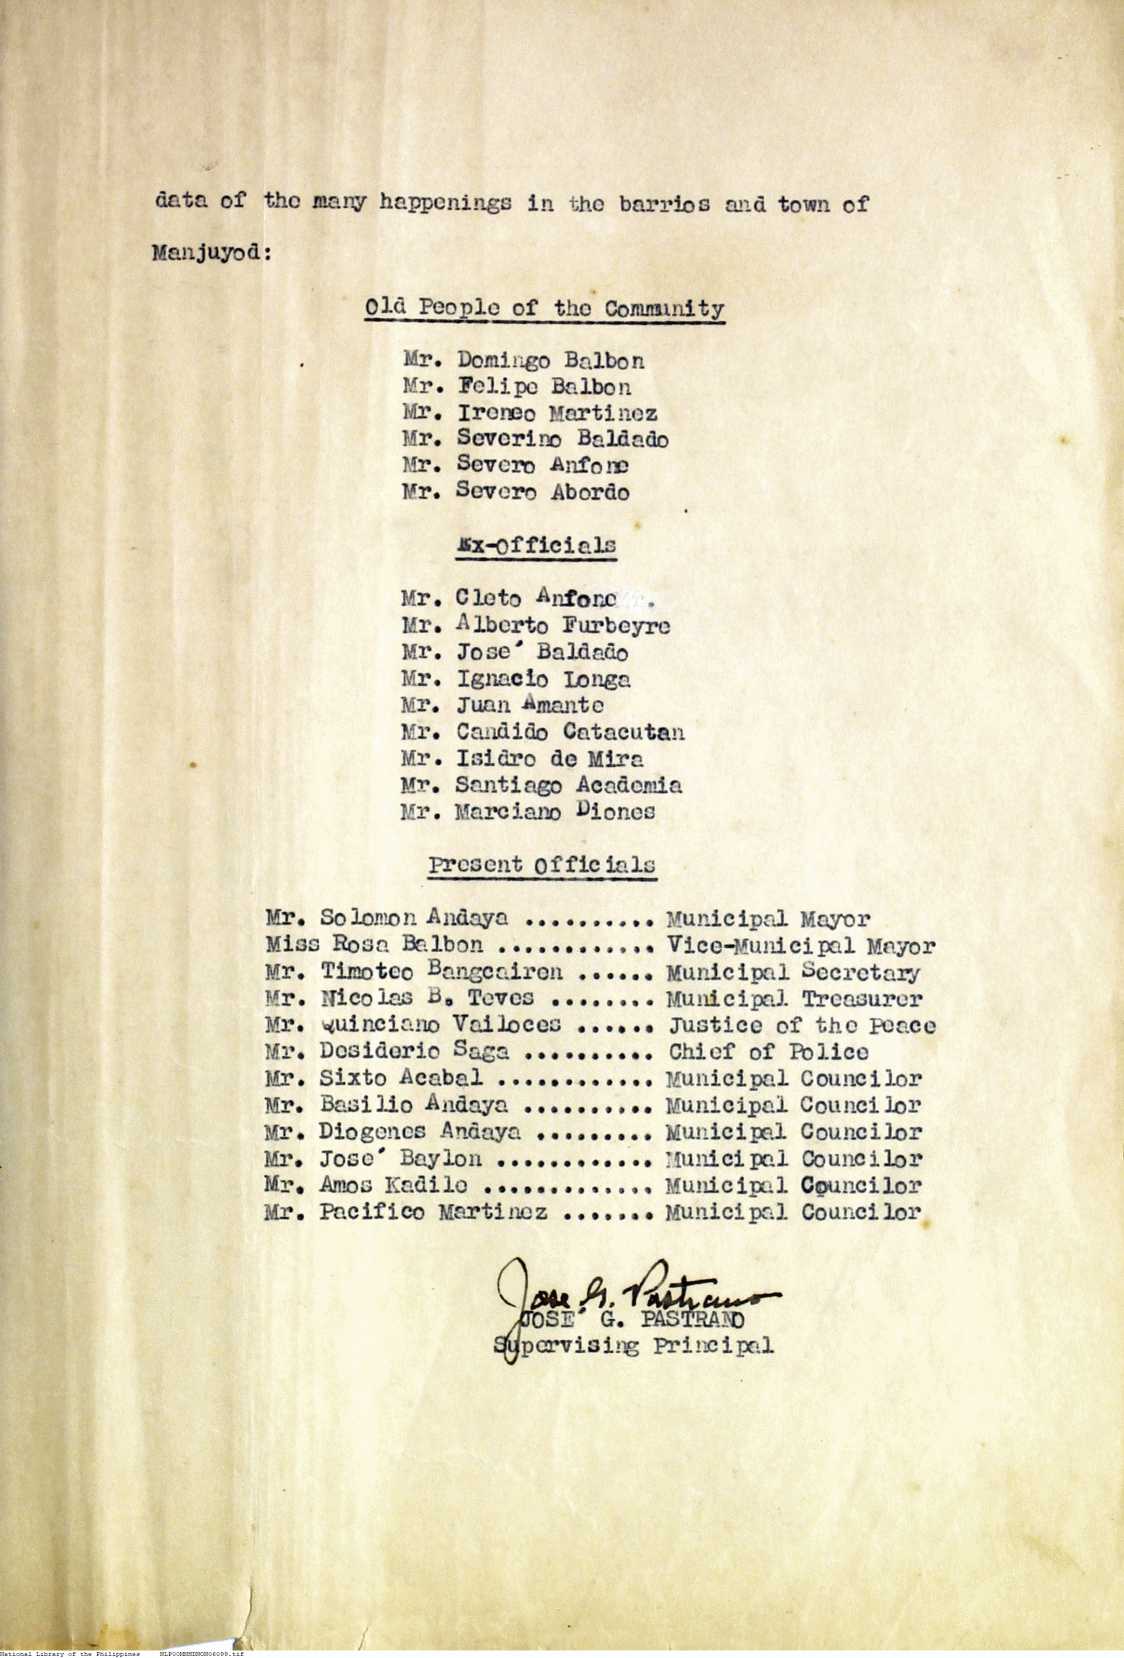 data of the many happenings in the barrios and town of
Manjuyod:
Old People of the Community
Mr. Domingo Balbon
Mr. Felipe Balbon
Mr. Ireneo Martinez
Mr. Severino Baldado
Mr. Severo Anfone
Mr. Severo Abordo
Ex-Officials
Mr. Cleto Anfone
Mr. Alberto Furbeyre
Mr. Jose´ Baldado
Mr. Ignacio Longa
Mr. Juan Amante
Mr. Candido Catacutan
Mr. Isidro de Mira
Mr. Santiago Academia
Mr. Marciano Diones
Present Officials
Mr. Solomon Andaya .......... Municipal Mayor
Miss Rosa Balbon ............ Vice-Municipal Mayor
Mr. Timoteo Bangcairen ...... Municipal Secretary
Mr. Nicolas B. Teves ........ Municipal Treasurer
Mr. Quinciano Vailoces ...... Justice of the Peace
Mr. Desiderio Saga .......... Chief of Police
Mr. Sixto Acabal ............ Municipal Councilor
Mr. Basilio Andaya .......... Municipal Councilor
Mr. Diogenes Andaya ......... Municipal Councilor
Mr. Jose´ Baylon ............ Municipal Councilor
Mr. Amos Kadile ............. Municipal Councilor
Mr. Pacifico Martinez ....... Municipal Councilor
Jose G. Pastrano
JOSE´ G. PASTRANO
Supervising Principal
National Library of the Philippines